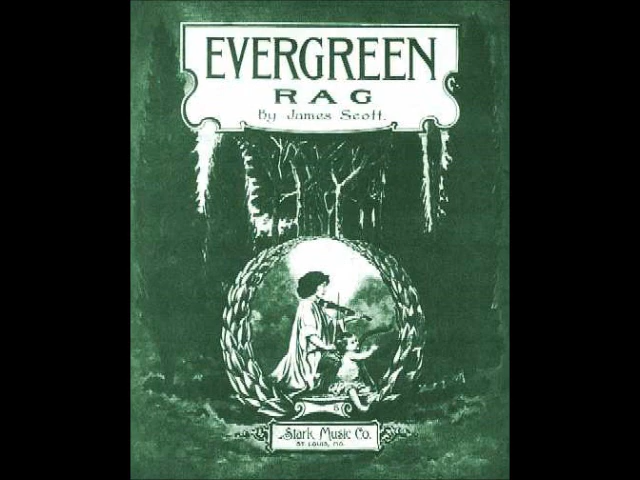 EVERGREEN
RAG
By James Scott.
Stark Music Co.
ST. LOUIS, MO.